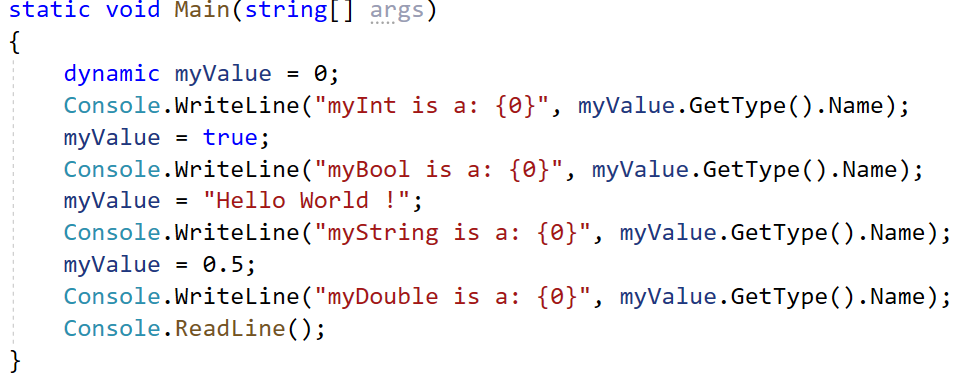 static void Main(string[] args)
{
    dynamic myValue = 0;
    Console.WriteLine("myInt is a: {0}", myValue.GetType().Name);
    myValue = true;
    Console.WriteLine("myBool is a: {0}", myValue.GetType().Name);
    myValue = "Hello World !";
    Console.WriteLine("myString is a: {0}", myValue.GetType().Name);
    myValue = 0.5;
    Console.WriteLine("myDouble is a: {0}", myValue.GetType().Name);
    Console.ReadLine();
}